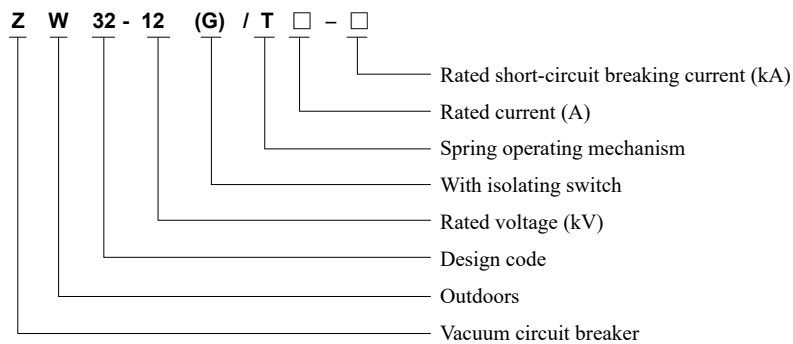 Z W 32 - 12 (G) / T □ – □
Rated short-circuit breaking current (kA)
Rated current (A)
Spring operating mechanism
With isolating switch
Rated voltage (kV)
Design code
Outdoors
Vacuum circuit breaker